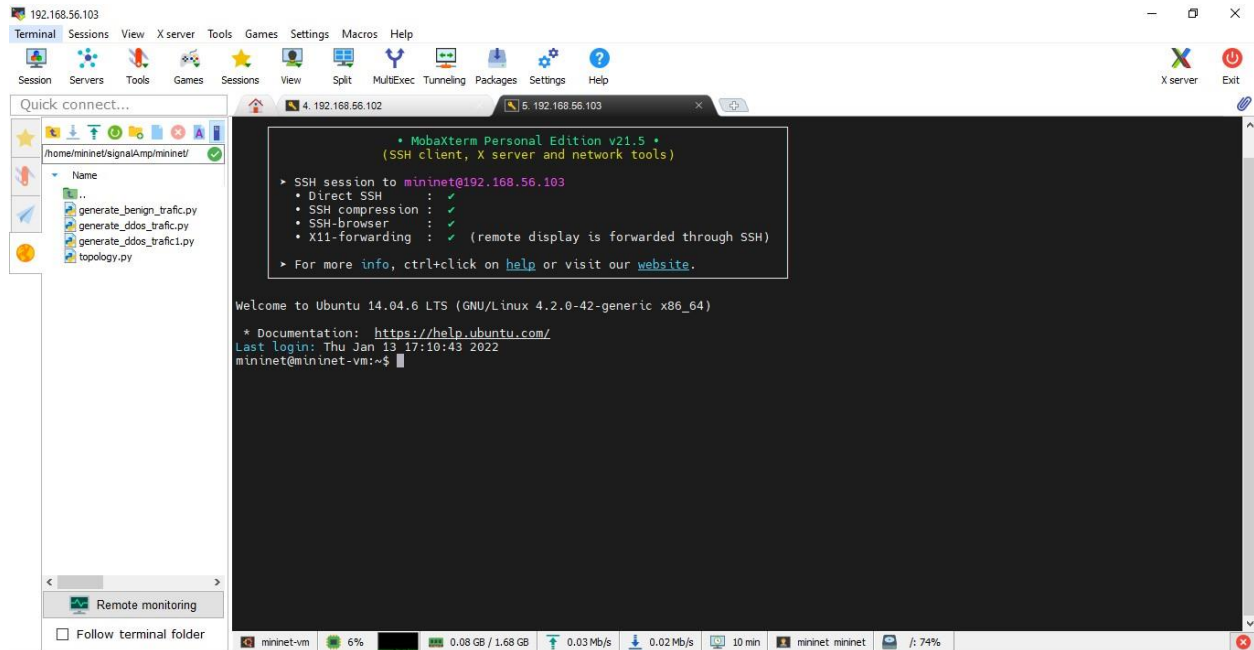 192.168.56.103
Terminal Sessions View X server Tools Games Settings Macros Help
Session Servers Tools Games Sessions View Split MultiExec Tunneling Packages Settings Help X server Exit
Quick connect...
4. 192.168.56.102
5. 192.168.56.103
/home/mininet/signalAmp/mininet/
Name
..
generate_benign_trafic.py
generate_ddos_trafic.py
generate_ddos_trafic1.py
topology.py
Remote monitoring
Follow terminal folder
• MobaXterm Personal Edition v21.5 •
(SSH client, X server and network tools)
➤ SSH session to mininet@192.168.56.103
• Direct SSH : ✔
• SSH compression : ✔
• SSH-browser : ✔
• X11-forwarding : ✔ (remote display is forwarded through SSH)
➤ For more info, ctrl+click on help or visit our website.
Welcome to Ubuntu 14.04.6 LTS (GNU/Linux 4.2.0-42-generic x86_64)
* Documentation: https://help.ubuntu.com/
Last login: Thu Jan 13 17:10:43 2022
mininet@mininet-vm:~$
mininet-vm 6% 0.08 GB / 1.68 GB 0.03 Mb/s 0.02 Mb/s 10 min mininet mininet /: 74%